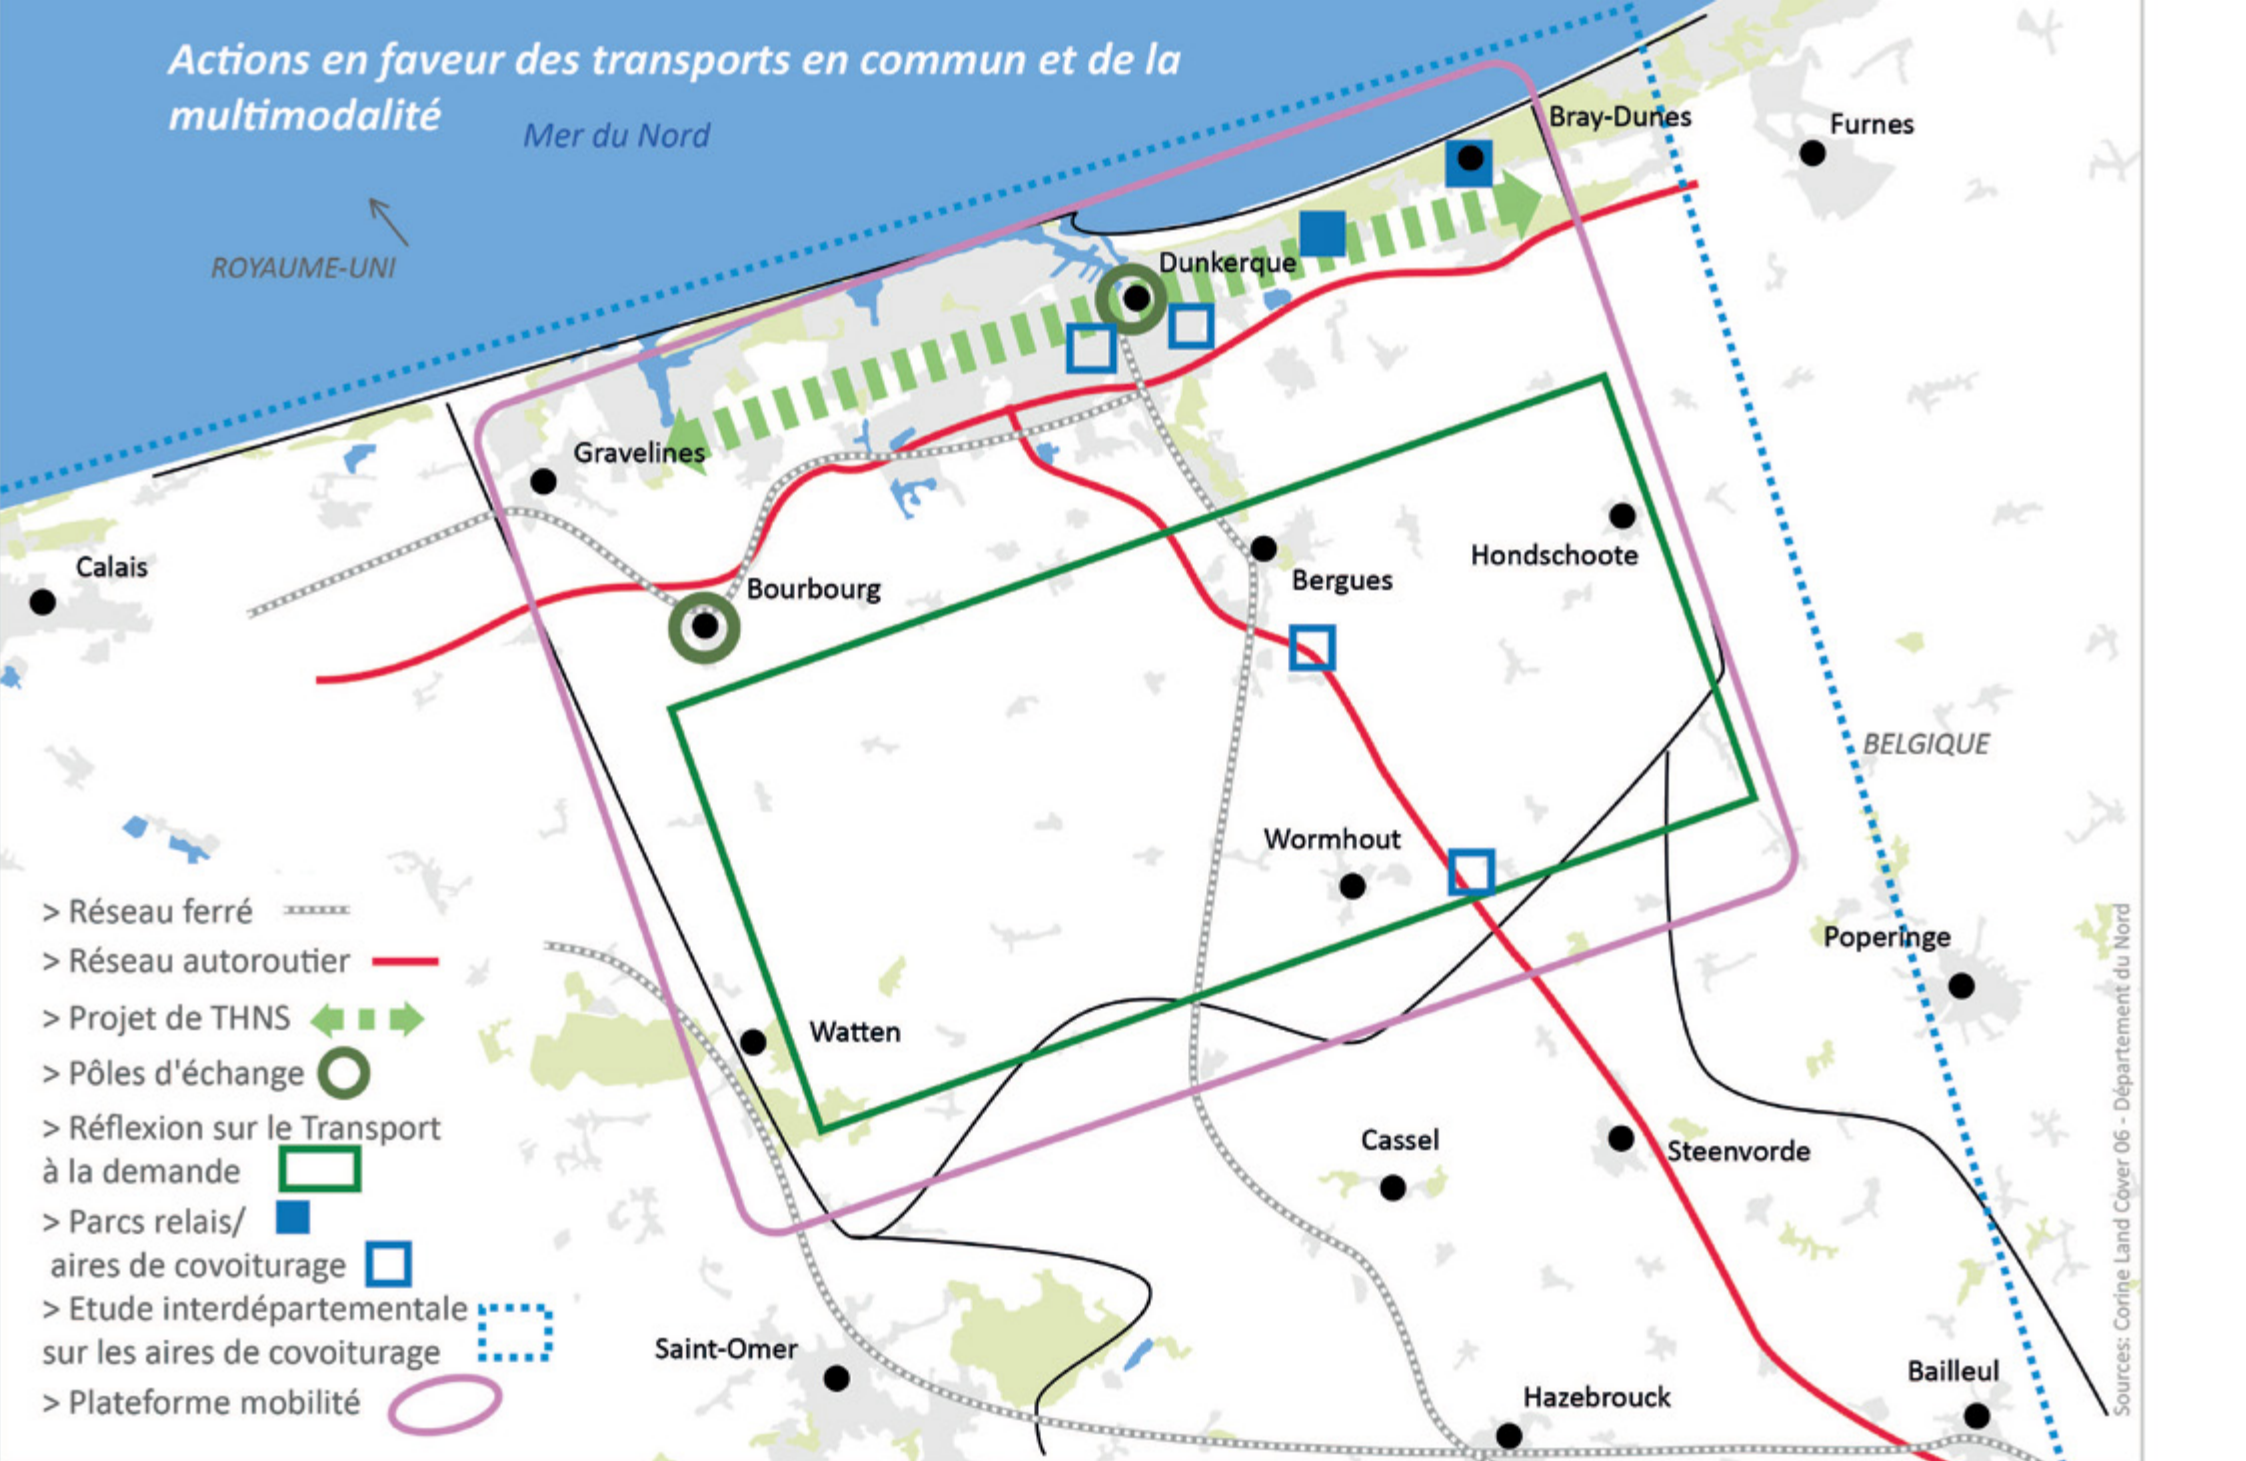 Actions en faveur des transports en commun et de la
multimodalité
Mer du Nord
ROYAUME-UNI
Bray-Dunes
Furnes
Dunkerque
Gravelines
Calais
Bourbourg
Bergues
Hondschoote
BELGIQUE
Wormhout
Poperinge
Watten
Cassel
Steenvorde
Saint-Omer
Hazebrouck
Bailleul
> Réseau ferré
> Réseau autoroutier
> Projet de THNS
> Pôles d'échange
> Réflexion sur le Transport
à la demande
> Parcs relais/
aires de covoiturage
> Etude interdépartementale
sur les aires de covoiturage
> Plateforme mobilité
Sources: Corine Land Cover 06 - Département du Nord